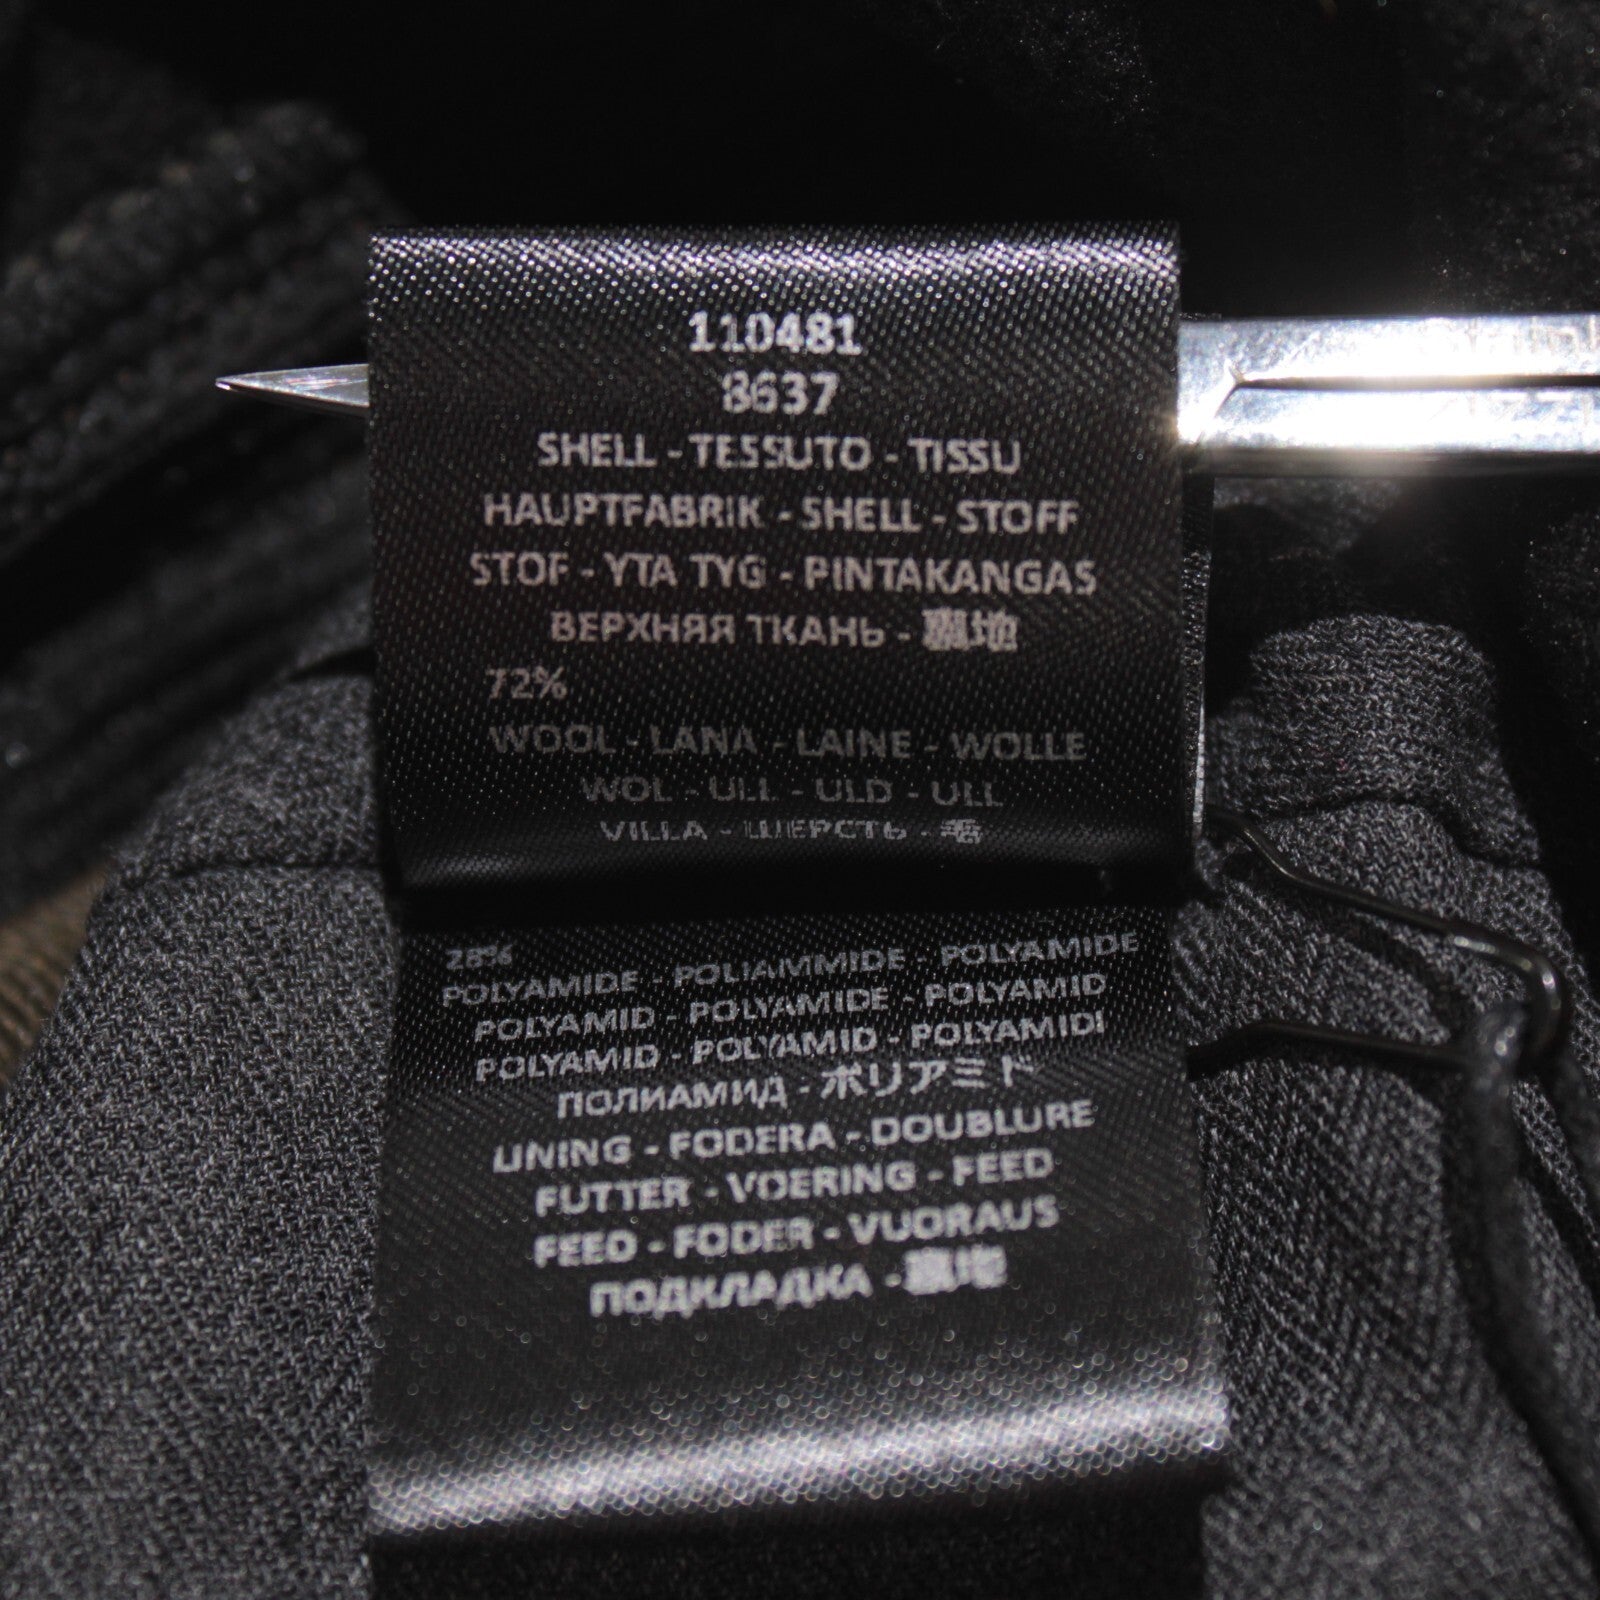 110481
8637
SHELL - TESSUTO - TISSU
HAUPTFABRIK - SHELL - STOFF
STOF - YTA TYG - PINTAKANGAS
ВЕРХНЯЯ ТКАНЬ - 裏地
72%
WOOL - LANA - LAINE - WOLLE
WOL - ULL - ULD - ULL
VILLA - ШЕРСТЬ - 毛
28%
POLYAMIDE - POLIAMMIDE - POLYAMIDE
POLYAMID - POLYAMIDE - POLYAMID
POLYAMID - POLYAMID - POLYAMIDI
ПОЛИАМИД - ポリアミド
LINING - FODERA - DOUBLURE
FUTTER - VOERING - FEED
FEED - FODER - VUORAUS
ПОДКЛАДКА - 裏地